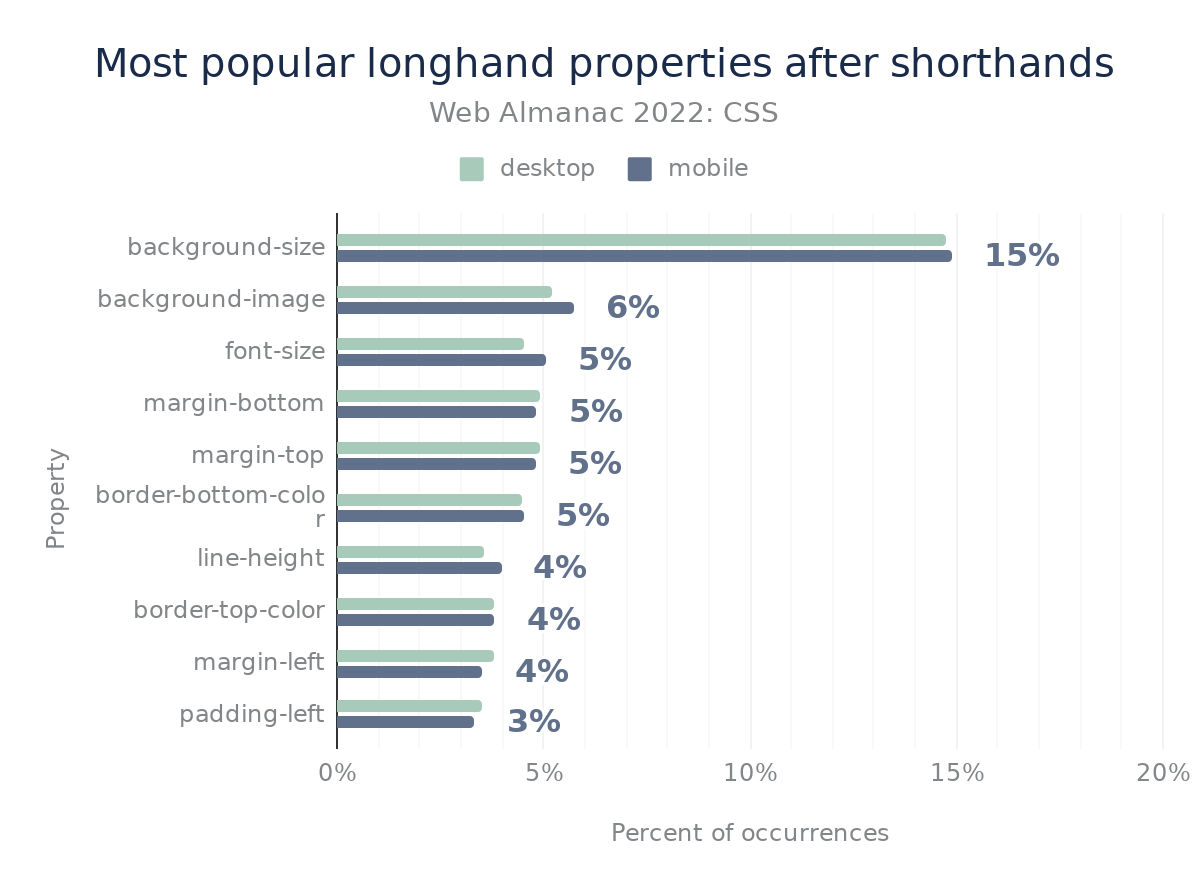 Most popular longhand properties after shorthands
Web Almanac 2022: CSS
desktop mobile
background-size 15%
background-image 6%
font-size 5%
margin-bottom 5%
margin-top 5%
border-bottom-colo
r 5%
line-height 4%
border-top-color 4%
margin-left 4%
padding-left 3%
Property
0% 5% 10% 15% 20%
Percent of occurrences